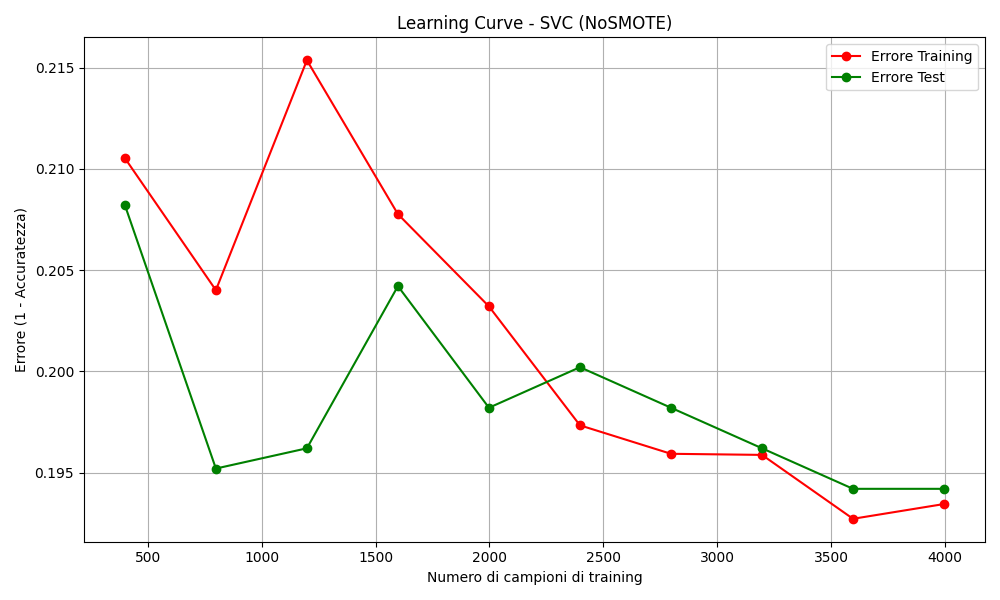 Learning Curve - SVC (NoSMOTE)
Errore Training
Errore Test
Errore (1 - Accuratezza)
0.215
0.210
0.205
0.200
0.195
500
1000
1500
2000
2500
3000
3500
4000
Numero di campioni di training